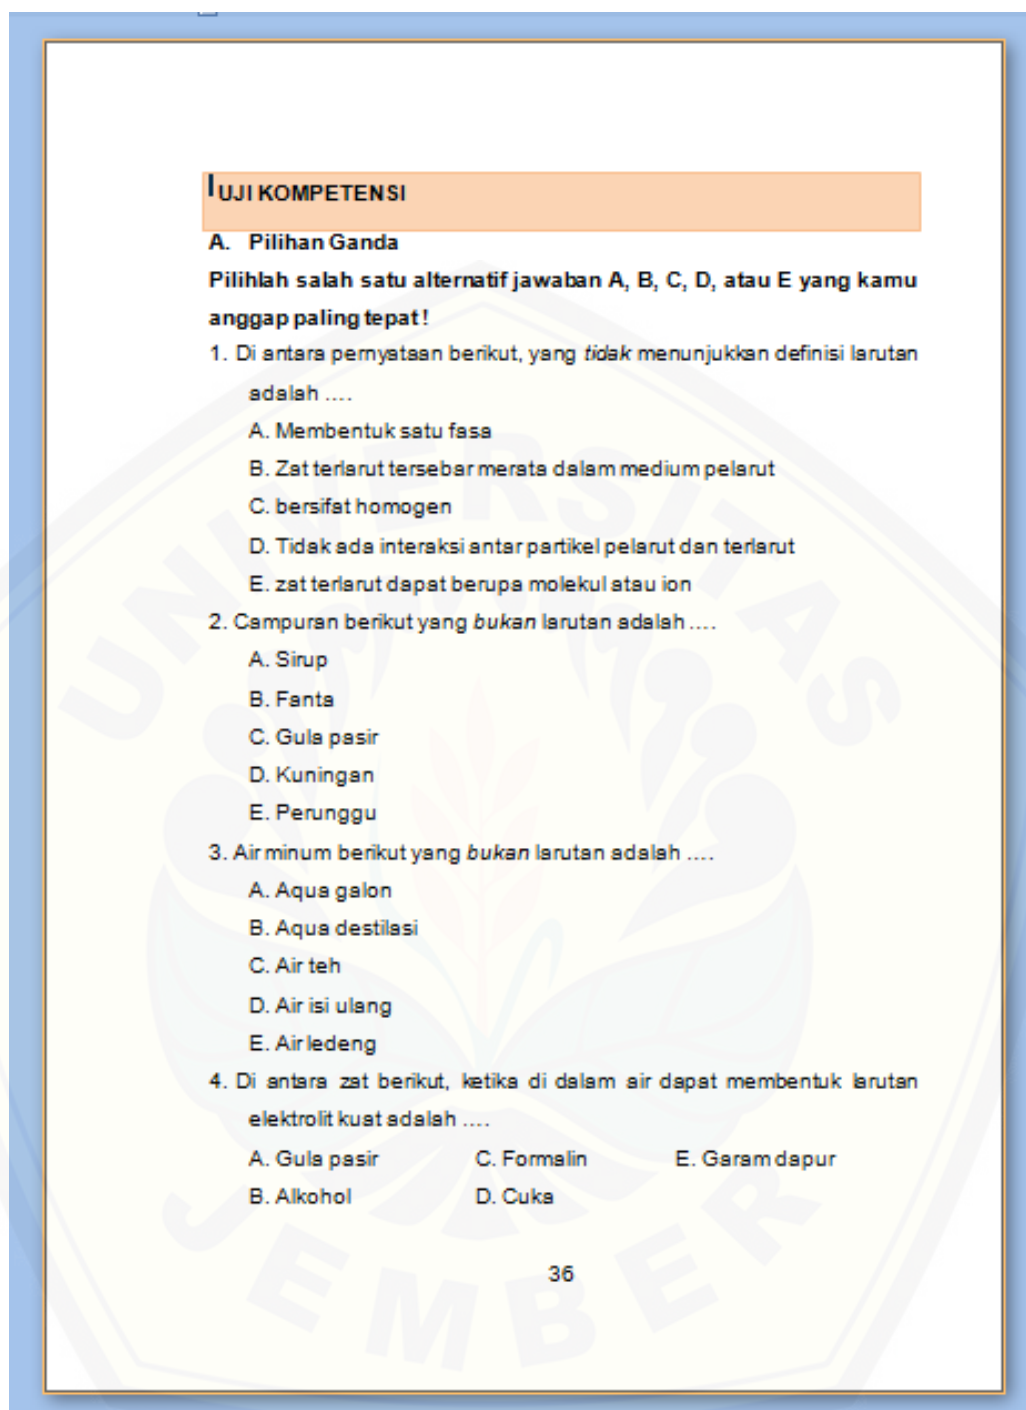 UJI KOMPETENSI
A. Pilihan Ganda
Pilihlah salah satu alternatif jawaban A, B, C, D, atau E yang kamu
anggap paling tepat!
1. Di antara pernyataan berikut, yang tidak menunjukkan definisi larutan
adalah ....
A. Membentuk satu fasa
B. Zat terlarut tersebar merata dalam medium pelarut
C. bersifat homogen
D. Tidak ada interaksi antar partikel pelarut dan terlarut
E. zat terlarut dapat berupa molekul atau ion
2. Campuran berikut yang bukan larutan adalah ....
A. Sirup
B. Fanta
C. Gula pasir
D. Kuningan
E. Perunggu
3. Air minum berikut yang bukan larutan adalah ....
A. Aqua galon
B. Aqua destilasi
C. Air teh
D. Air isi ulang
E. Air ledeng
4. Di antara zat berikut, ketika di dalam air dapat membentuk larutan
elektrolit kuat adalah ....
A. Gula pasir C. Formalin E. Garam dapur
B. Alkohol D. Cuka
36
UNIVERSITAS
JEMBER